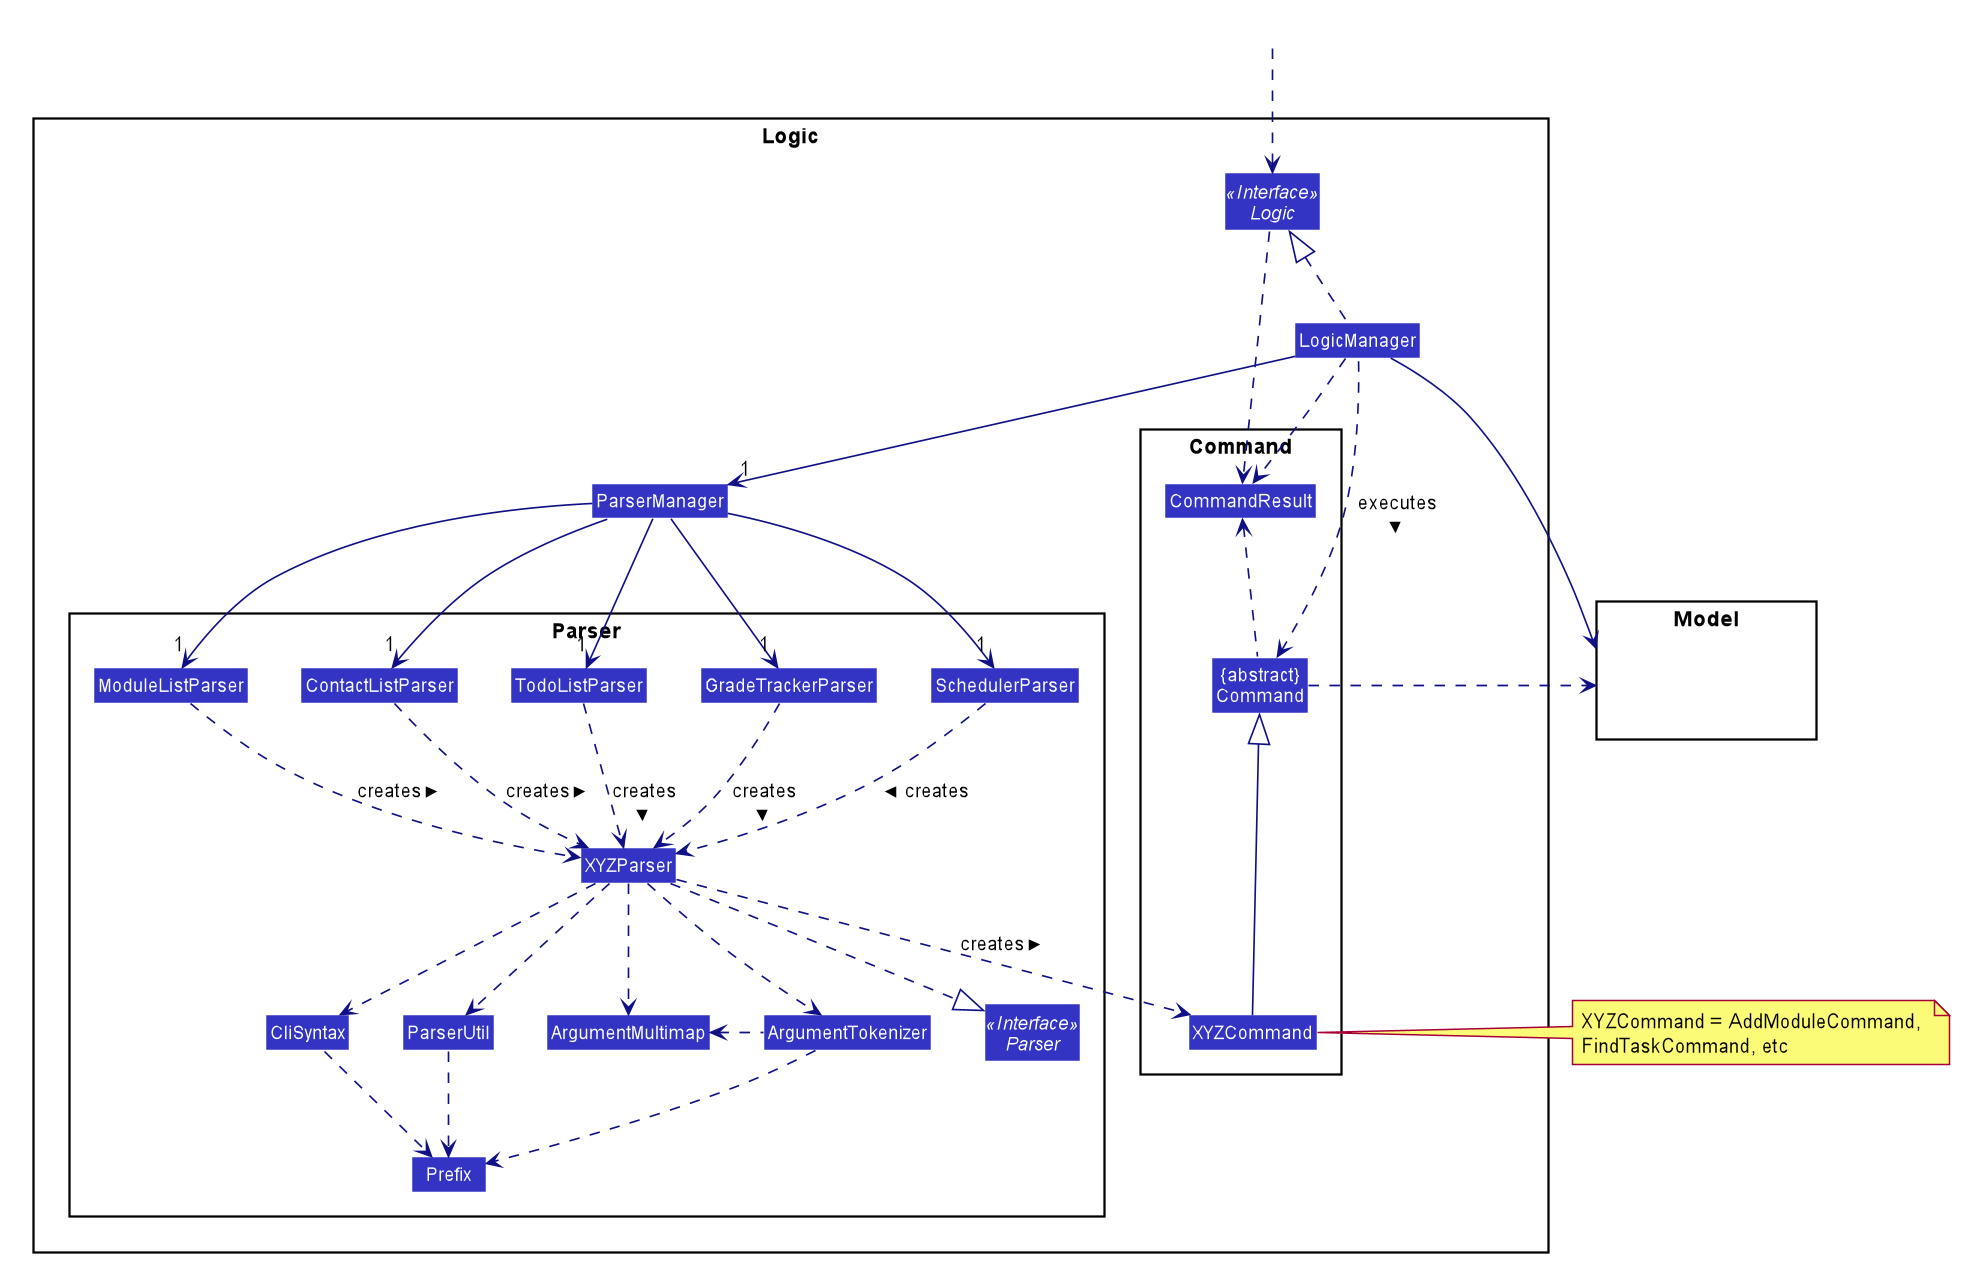 Logic
«Interface»
Logic
LogicManager
Command
1
CommandResult
ParserManager
executes
▼
Model
Parser
1
1
1
1
1
{abstract}
Command
ModuleListParser
ContactListParser
TodoListParser
GradeTrackerParser
SchedulerParser
creates ►
creates ►
creates
▼
creates
▼
◄ creates
XYZParser
creates ►
CliSyntax
ParserUtil
ArgumentMultimap
ArgumentTokenizer
«Interface»
Parser
XYZCommand
XYZCommand = AddModuleCommand,
FindTaskCommand, etc
Prefix